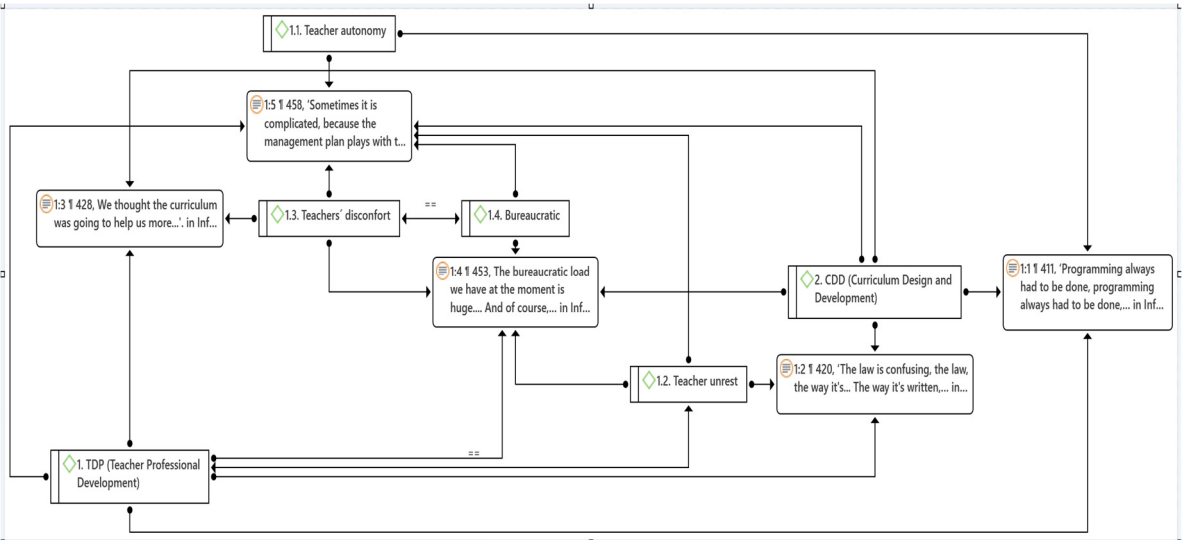 1.1. Teacher autonomy
1:5 ¶ 458, 'Sometimes it is
complicated, because the
management plan plays with t...
1:3 ¶ 428, We thought the curriculum
was going to help us more...'. in Inf...
1.3. Teachers´ disconfort
==
1.4. Bureaucratic
1:4 ¶ 453, The bureaucratic load
we have at the moment is
huge.... And of course,... in Inf...
2. CDD (Curriculum Design and
Development)
1:1 ¶ 411, 'Programming always
had to be done, programming
always had to be done,... in Inf...
1.2. Teacher unrest
1:2 ¶ 420, 'The law is confusing, the law,
the way it's... The way it's written,... in...
==
1. TDP (Teacher Professional
Development)